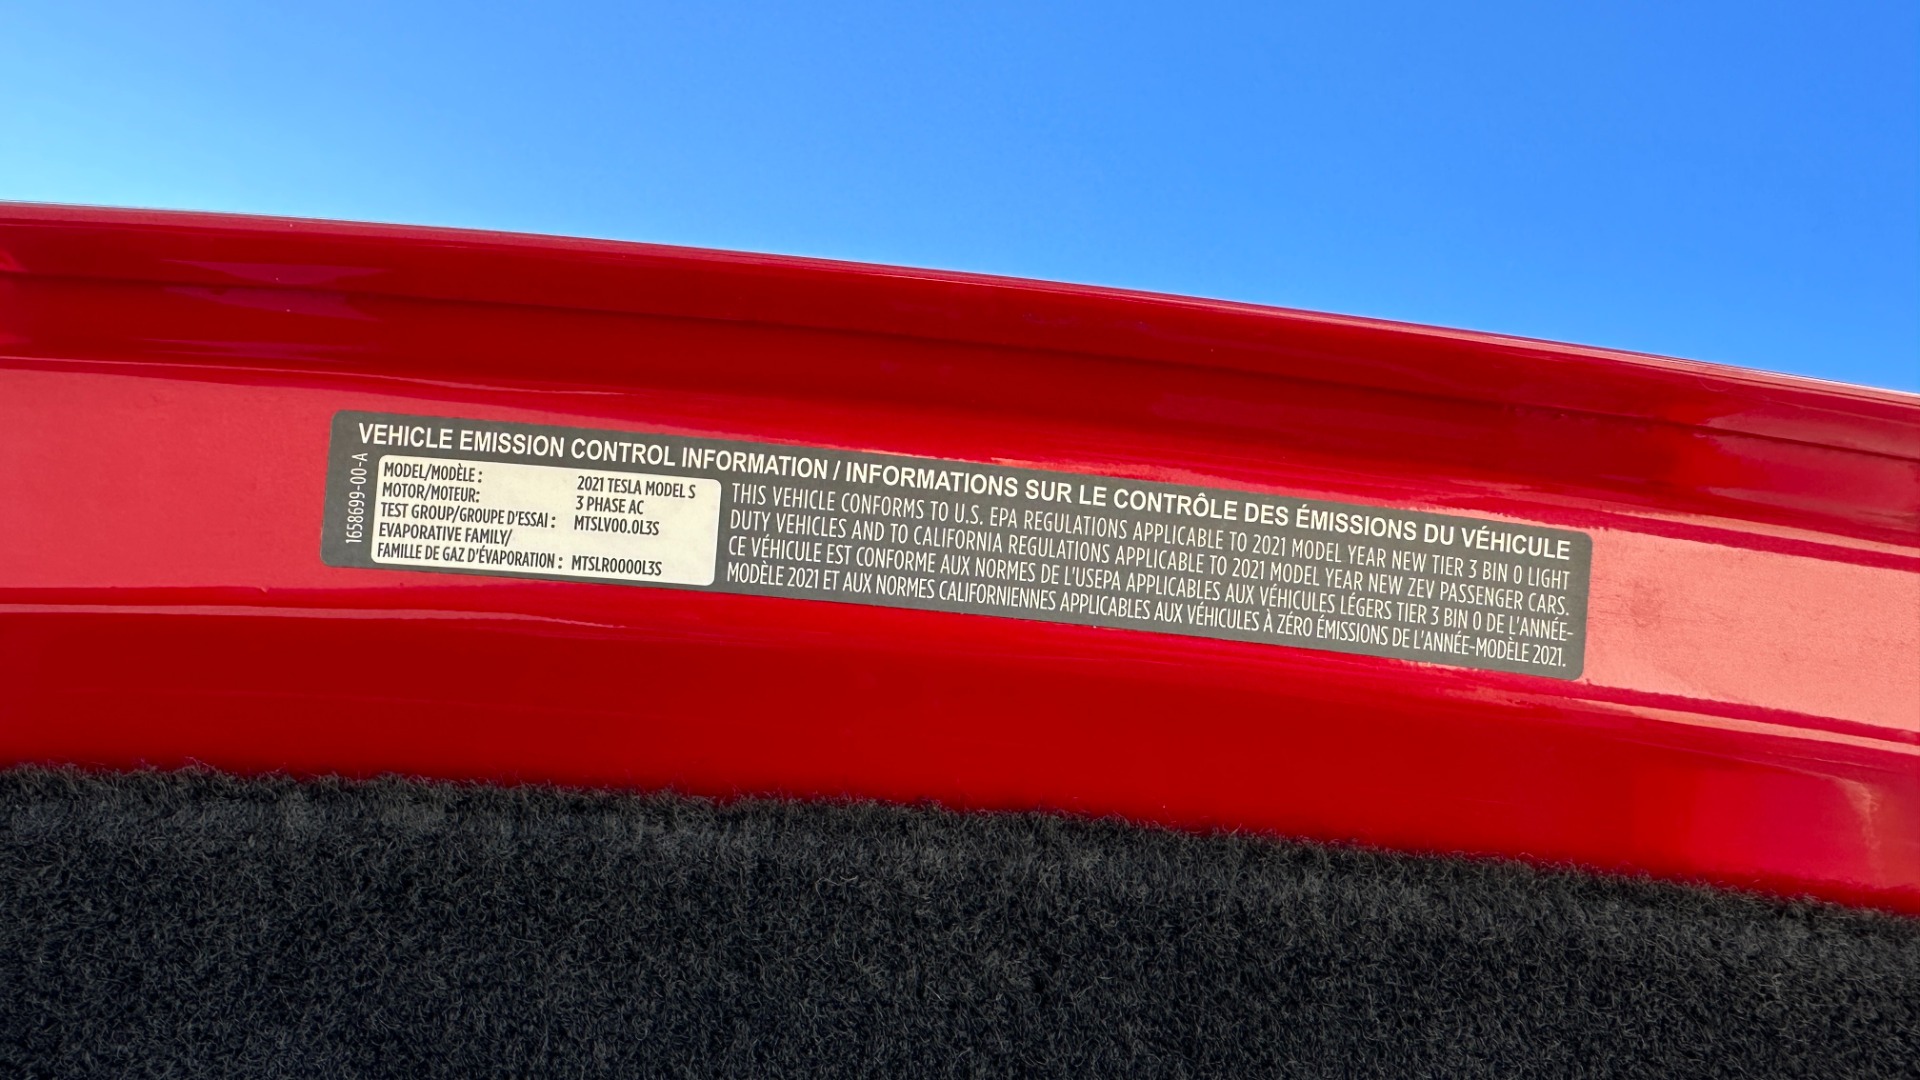 VEHICLE EMISSION CONTROL INFORMATION / INFORMATIONS SUR LE CONTRÔLE DES ÉMISSIONS DU VÉHICULE
1658699-00-A
MODEL/MODÈLE : 2021 TESLA MODEL S
MOTOR/MOTEUR: 3 PHASE AC
TEST GROUP/GROUPE D'ESSAI : MTSLV00.0L3S
EVAPORATIVE FAMILY/
FAMILLE DE GAZ D'ÉVAPORATION : MTSLR0000L3S
THIS VEHICLE CONFORMS TO U.S. EPA REGULATIONS APPLICABLE TO 2021 MODEL YEAR NEW TIER 3 BIN 0 LIGHT
DUTY VEHICLES AND TO CALIFORNIA REGULATIONS APPLICABLE TO 2021 MODEL YEAR NEW ZEV PASSENGER CARS.
CE VÉHICULE EST CONFORME AUX NORMES DE L'USEPA APPLICABLES AUX VÉHICULES LÉGERS TIER 3 BIN 0 DE L'ANNÉE-
MODÈLE 2021 ET AUX NORMES CALIFORNIENNES APPLICABLES AUX VÉHICULES À ZÉRO ÉMISSIONS DE L'ANNÉE-MODÈLE 2021.